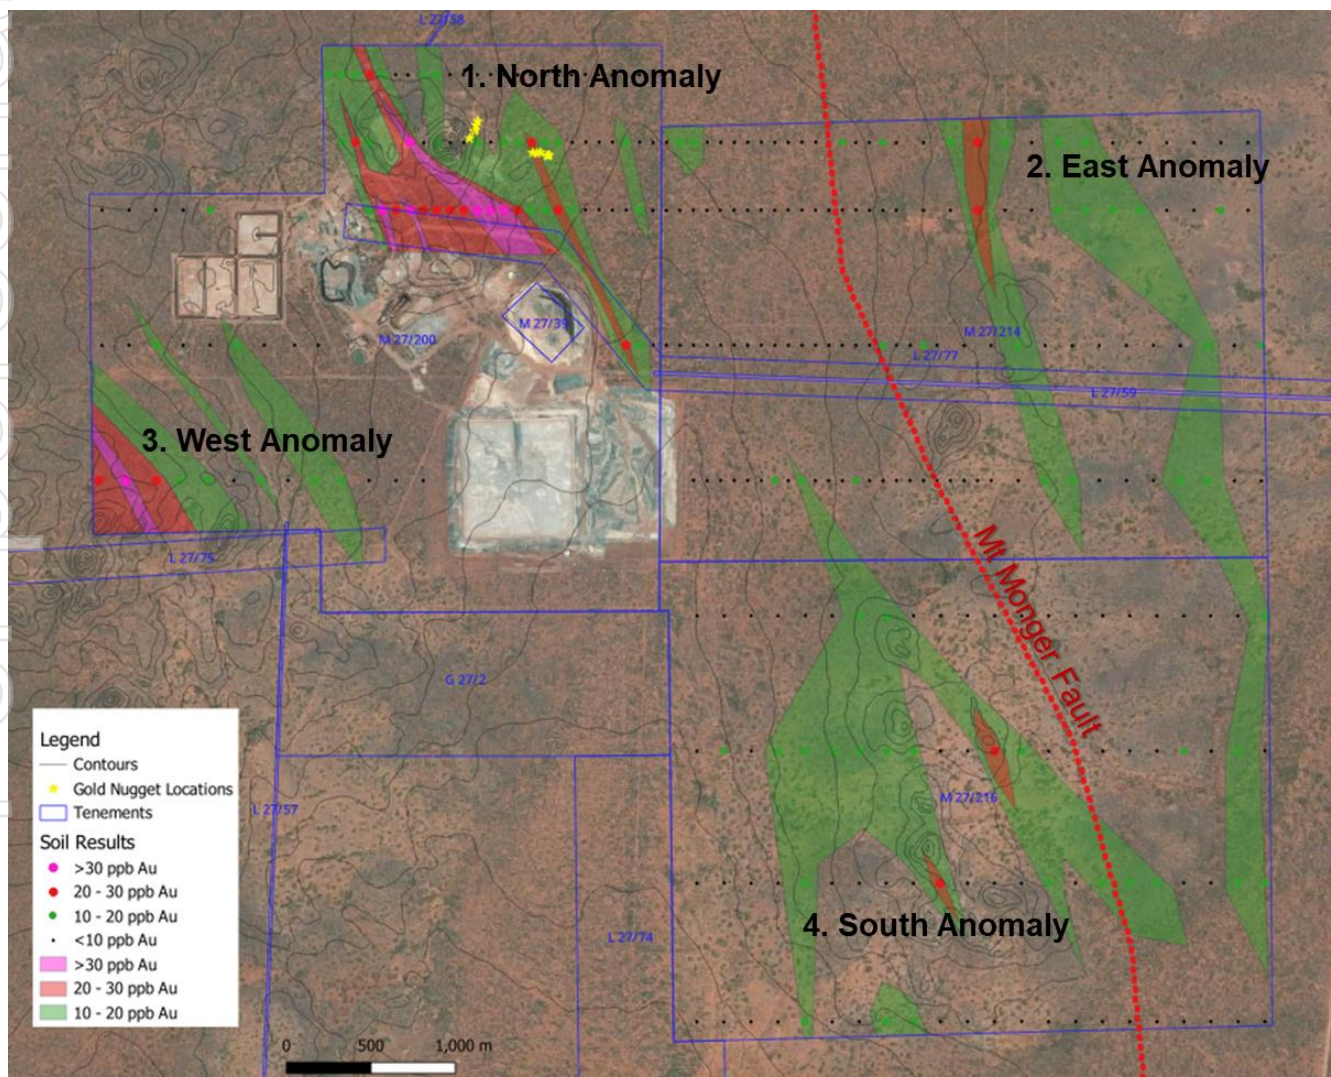 L 27/58
1. North Anomaly
2. East Anomaly
M 27/39
M 27/200
M 27/214
L 27/77
L 27/59
3. West Anomaly
L 27/75
Mt Monger Fault
G 27/2
M 27/216
L 27/57
4. South Anomaly
L 27/74
Legend
Contours
Gold Nugget Locations
Tenements
Soil Results
>30 ppb Au
20 - 30 ppb Au
10 - 20 ppb Au
<10 ppb Au
>30 ppb Au
20 - 30 ppb Au
10 - 20 ppb Au
0 500 1,000 m